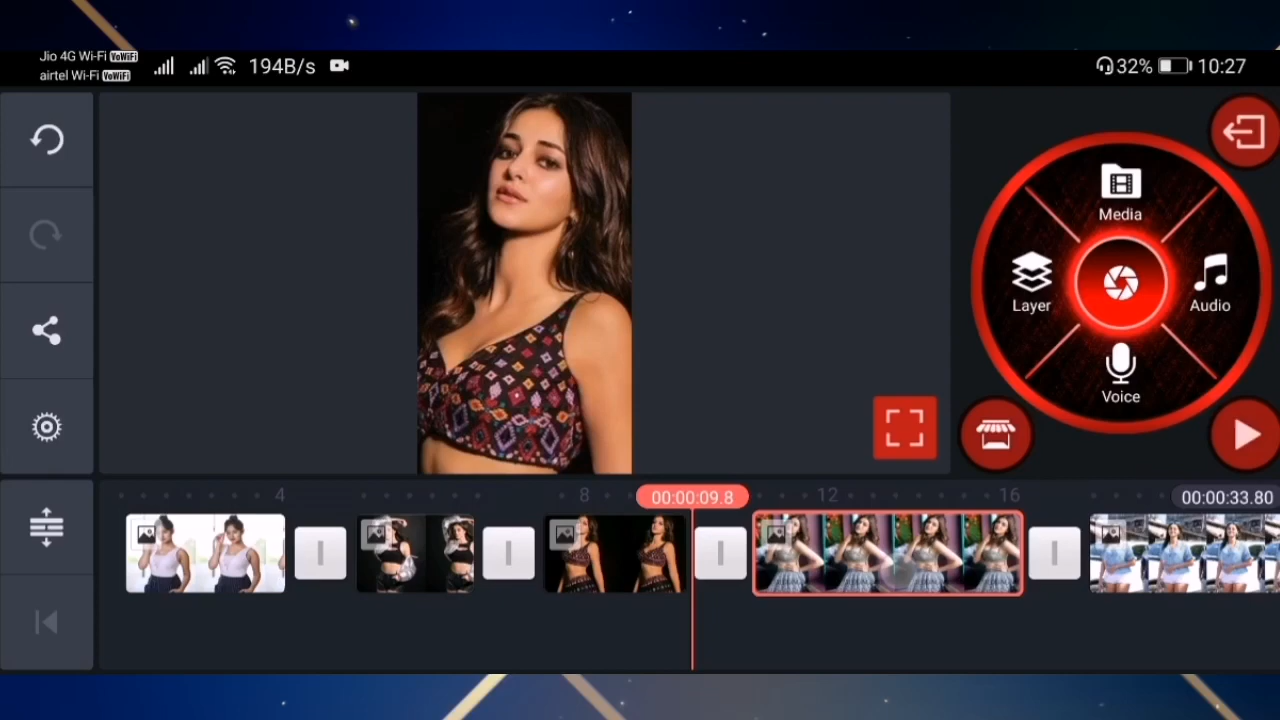 Jio 4G Wi-Fi VoWiFi
airtel Wi-Fi VoWiFi
194B/s
32%
10:27
Media
Layer
Audio
Voice
4
8
00:00:09.8
12
16
00:00:33.80